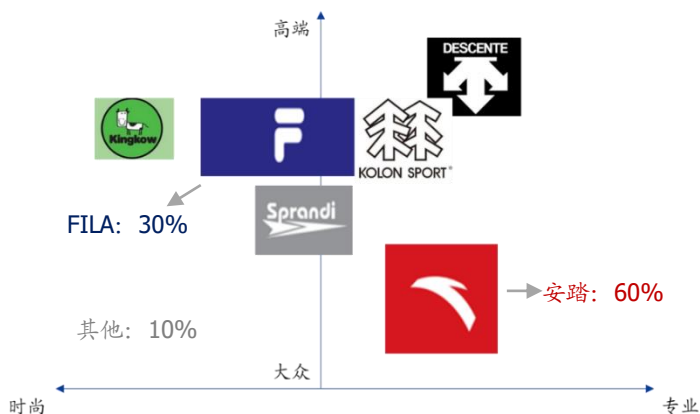 高端
DESCENTE
Kingkow
F
KOLON SPORT®
Sprandi
FILA：30%
安踏：60%
其他：10%
大众
时尚
专业